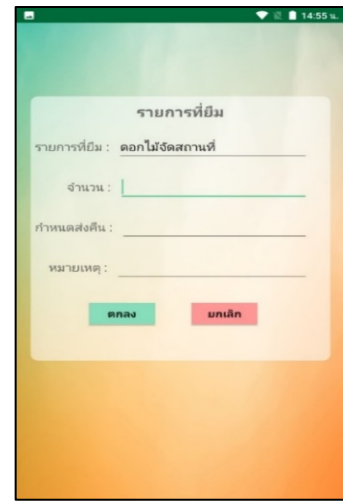 14:55 น.
รายการที่ยืม
รายการที่ยืม : ดอกไม้จัดสถานที่
จำนวน :
กำหนดส่งคืน :
หมายเหตุ :
ตกลง ยกเลิก